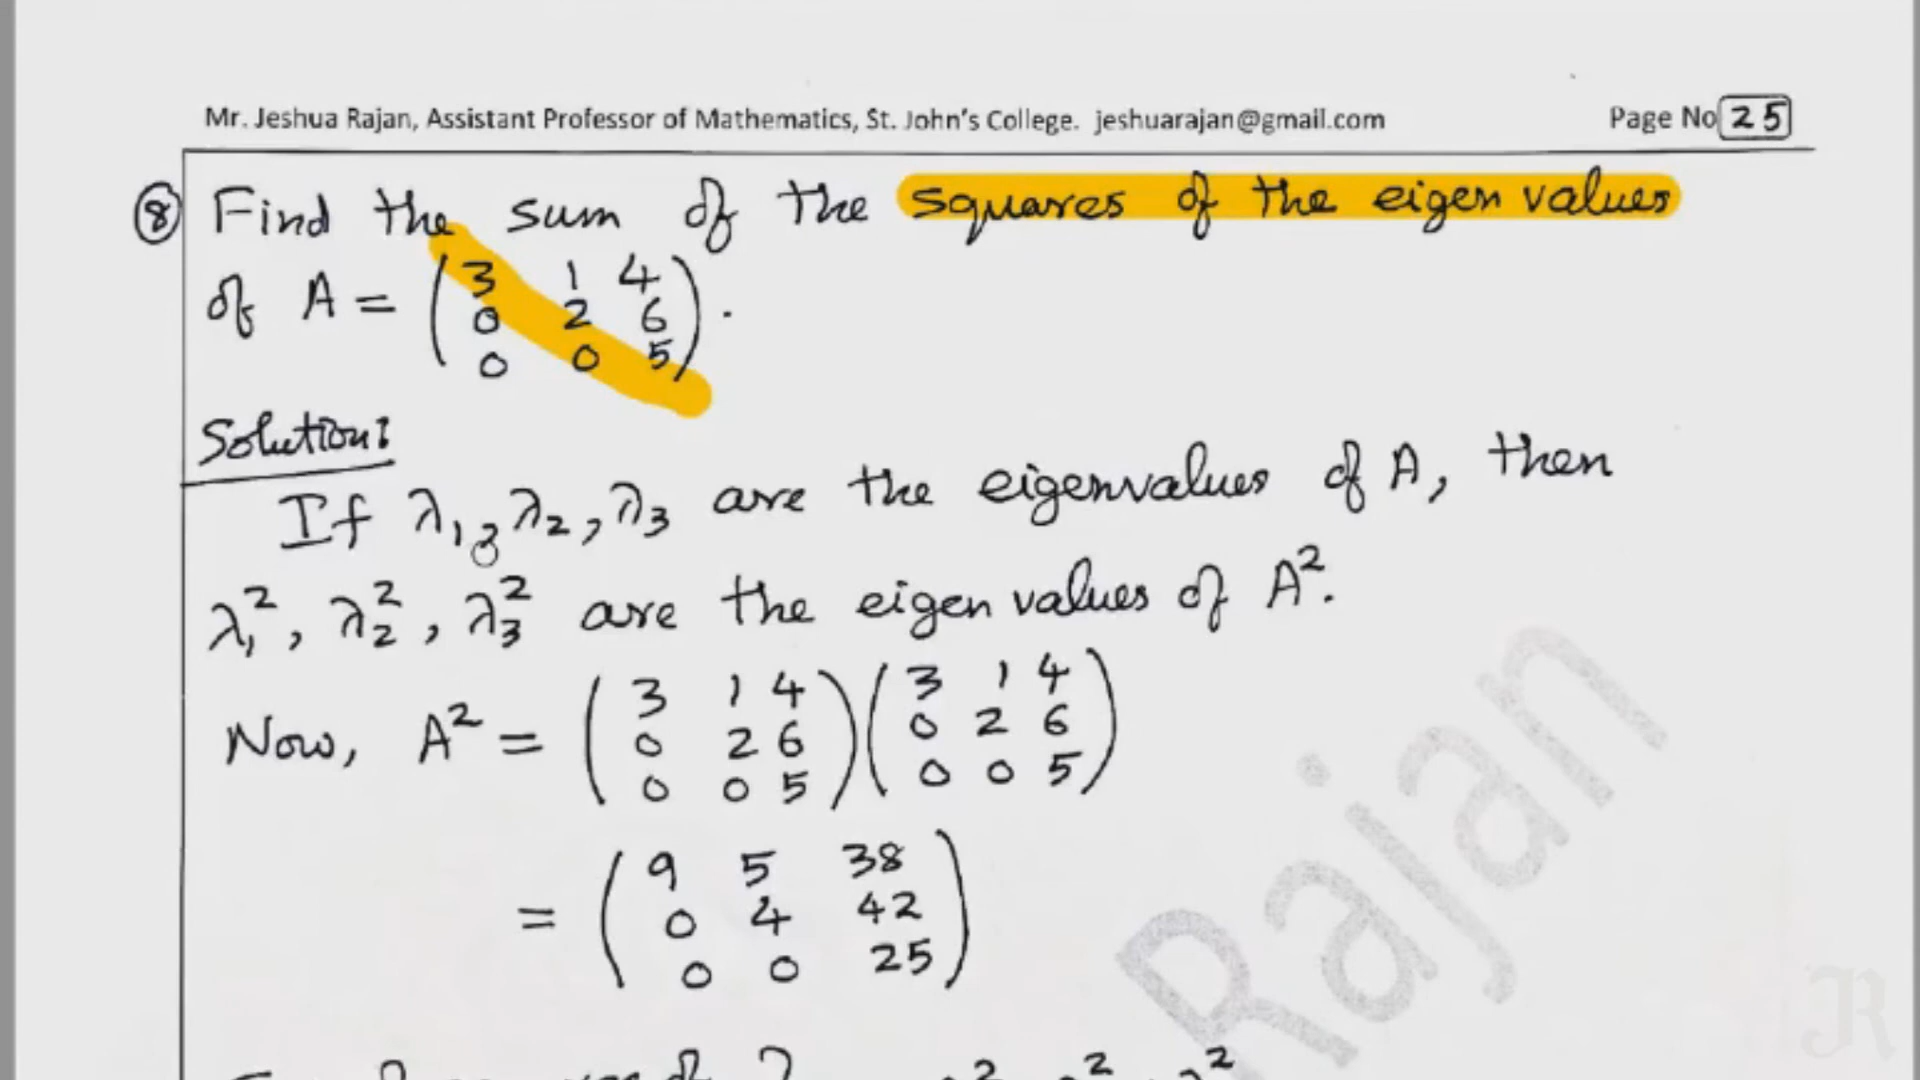 Mr. Jeshua Rajan, Assistant Professor of Mathematics, St. John's College. jeshuarajan@gmail.com Page No 25
⑧ Find the sum of the squares of the eigen values
of A = ( 3 1 4
0 2 6
0 0 5 ).
Solution:
If λ₁, λ₂, λ₃ are the eigenvalues of A, then
λ₁², λ₂², λ₃² are the eigen values of A².
Now, A² = ( 3 1 4 ) ( 3 1 4 )
( 0 2 6 ) ( 0 2 6 )
( 0 0 5 ) ( 0 0 5 )
= ( 9 5 38
0 4 42
0 0 25 )
Rajan